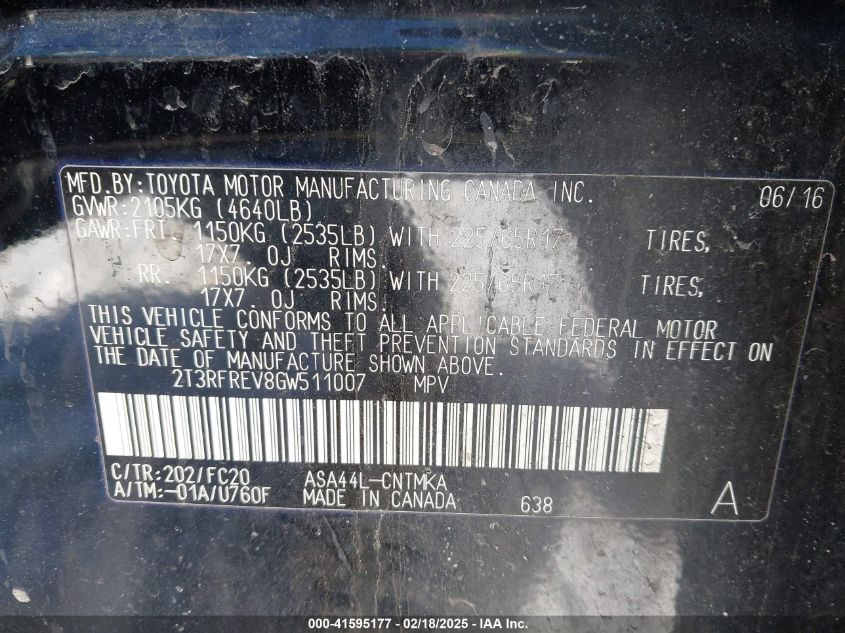 MFD.BY:TOYOTA MOTOR MANUFACTURING CANADA INC. 06/16
GVWR:2105KG (4640LB)
GAWR:FRT. 1150KG (2535LB) WITH 225/65R17 TIRES,
17X7.0J RIMS.
RR. 1150KG (2535LB) WITH 225/65R17 TIRES,
17X7.0J RIMS.
THIS VEHICLE CONFORMS TO ALL APPLICABLE FEDERAL MOTOR
VEHICLE SAFETY AND THEFT PREVENTION STANDARDS IN EFFECT ON
THE DATE OF MANUFACTURE SHOWN ABOVE.
2T3RFREV8GW511007 MPV
C/TR:202/FC20 ASA44L-CNTMKA
A/TM:-01A/U760F MADE IN CANADA 638 A
000-41595177 - 02/18/2025 - IAA Inc.